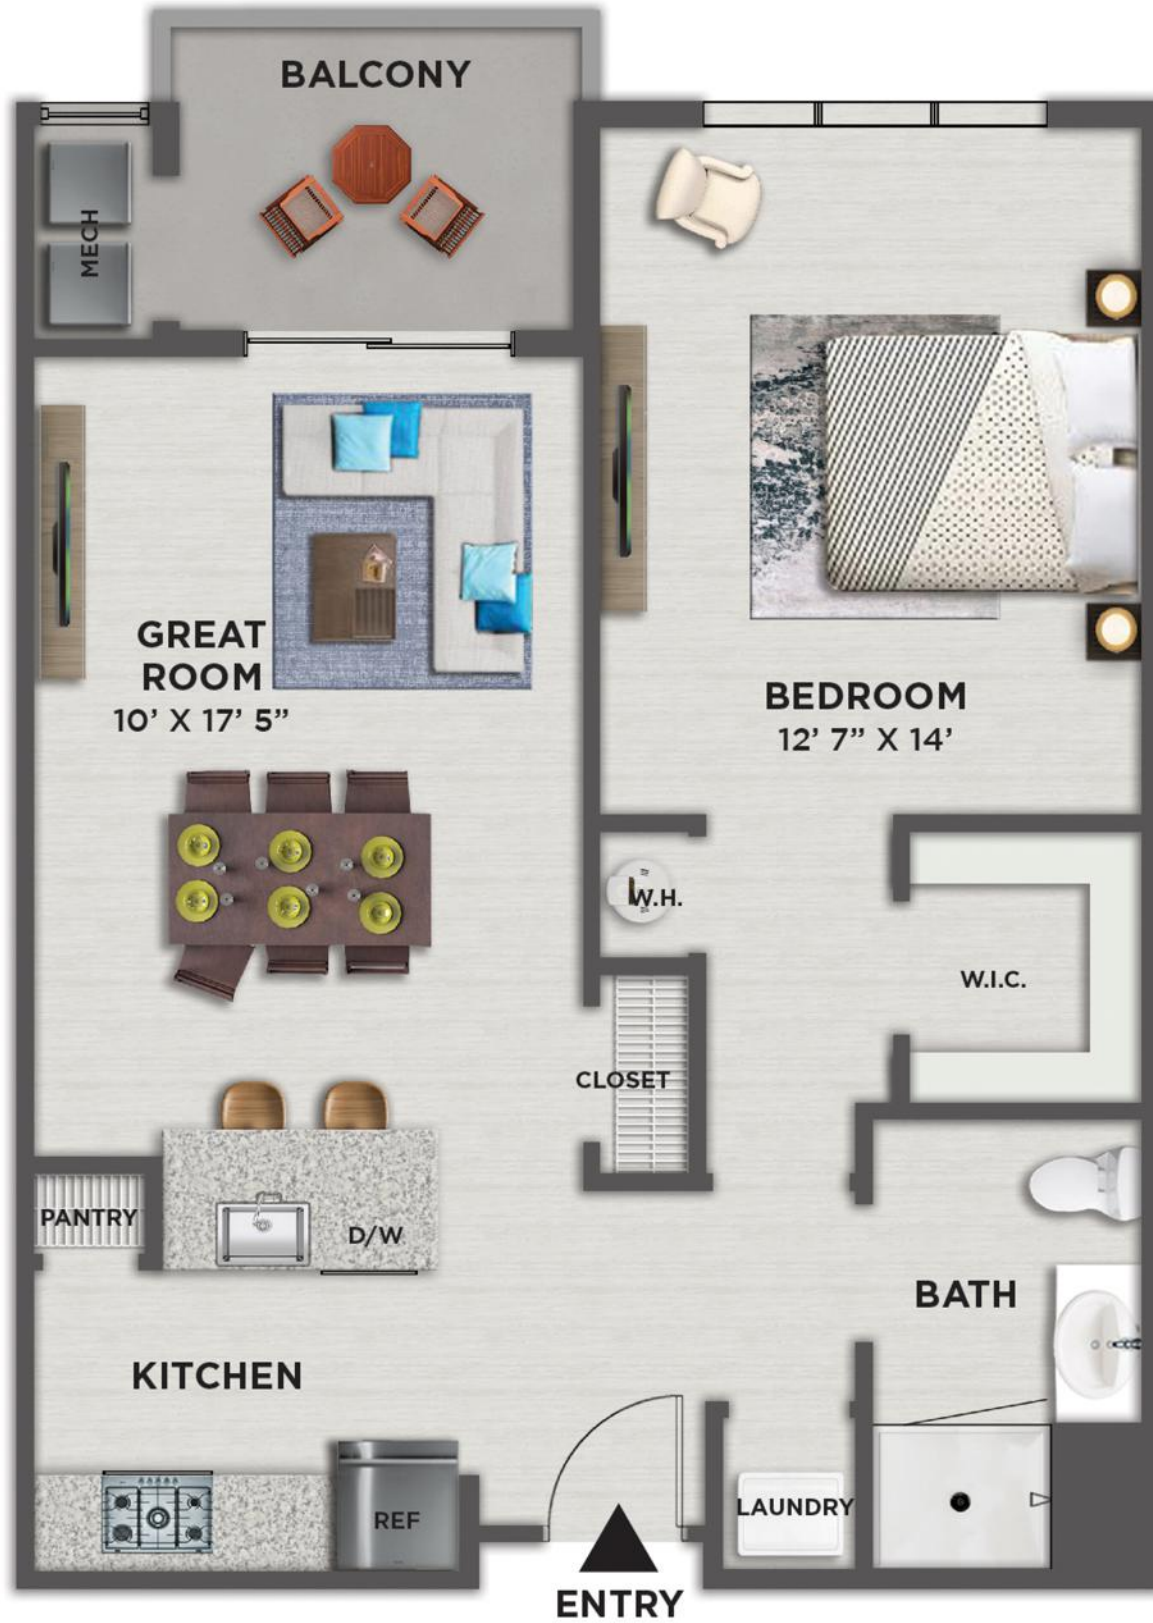 BALCONY
MECH
GREAT
ROOM
10’ X 17’ 5”
BEDROOM
12’ 7” X 14’
W.H.
W.I.C.
CLOSET
PANTRY
D/W
BATH
KITCHEN
REF
LAUNDRY
ENTRY